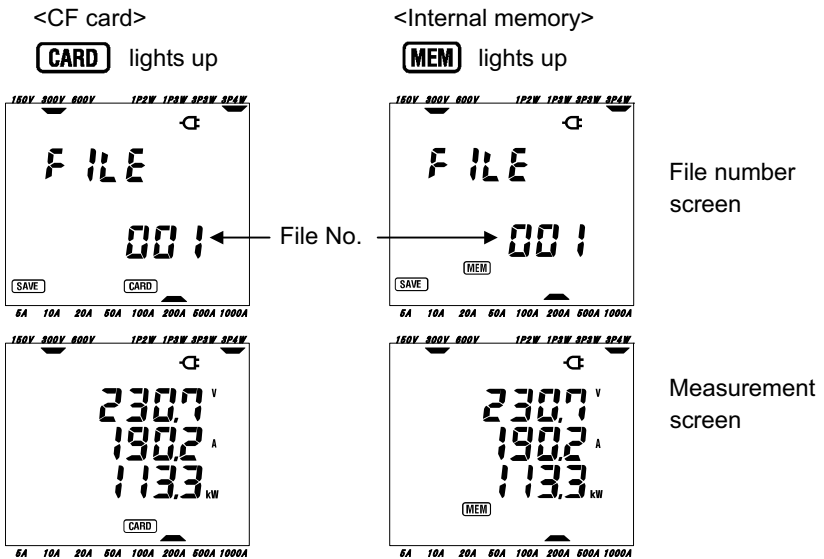 <CF card>
CARD lights up
<Internal memory>
MEM lights up
150V 300V 600V 1P2W 1P3W 3P3W 3P4W
FILE
001
SAVE CARD
5A 10A 20A 50A 100A 200A 500A 1000A
File No.
150V 300V 600V 1P2W 1P3W 3P3W 3P4W
FILE
001
MEM
SAVE
5A 10A 20A 50A 100A 200A 500A 1000A
File number
screen
150V 300V 600V 1P2W 1P3W 3P3W 3P4W
230.7 V
190.2 A
113.3 kW
CARD
5A 10A 20A 50A 100A 200A 500A 1000A
150V 300V 600V 1P2W 1P3W 3P3W 3P4W
230.7 V
190.2 A
113.3 kW
MEM
5A 10A 20A 50A 100A 200A 500A 1000A
Measurement
screen